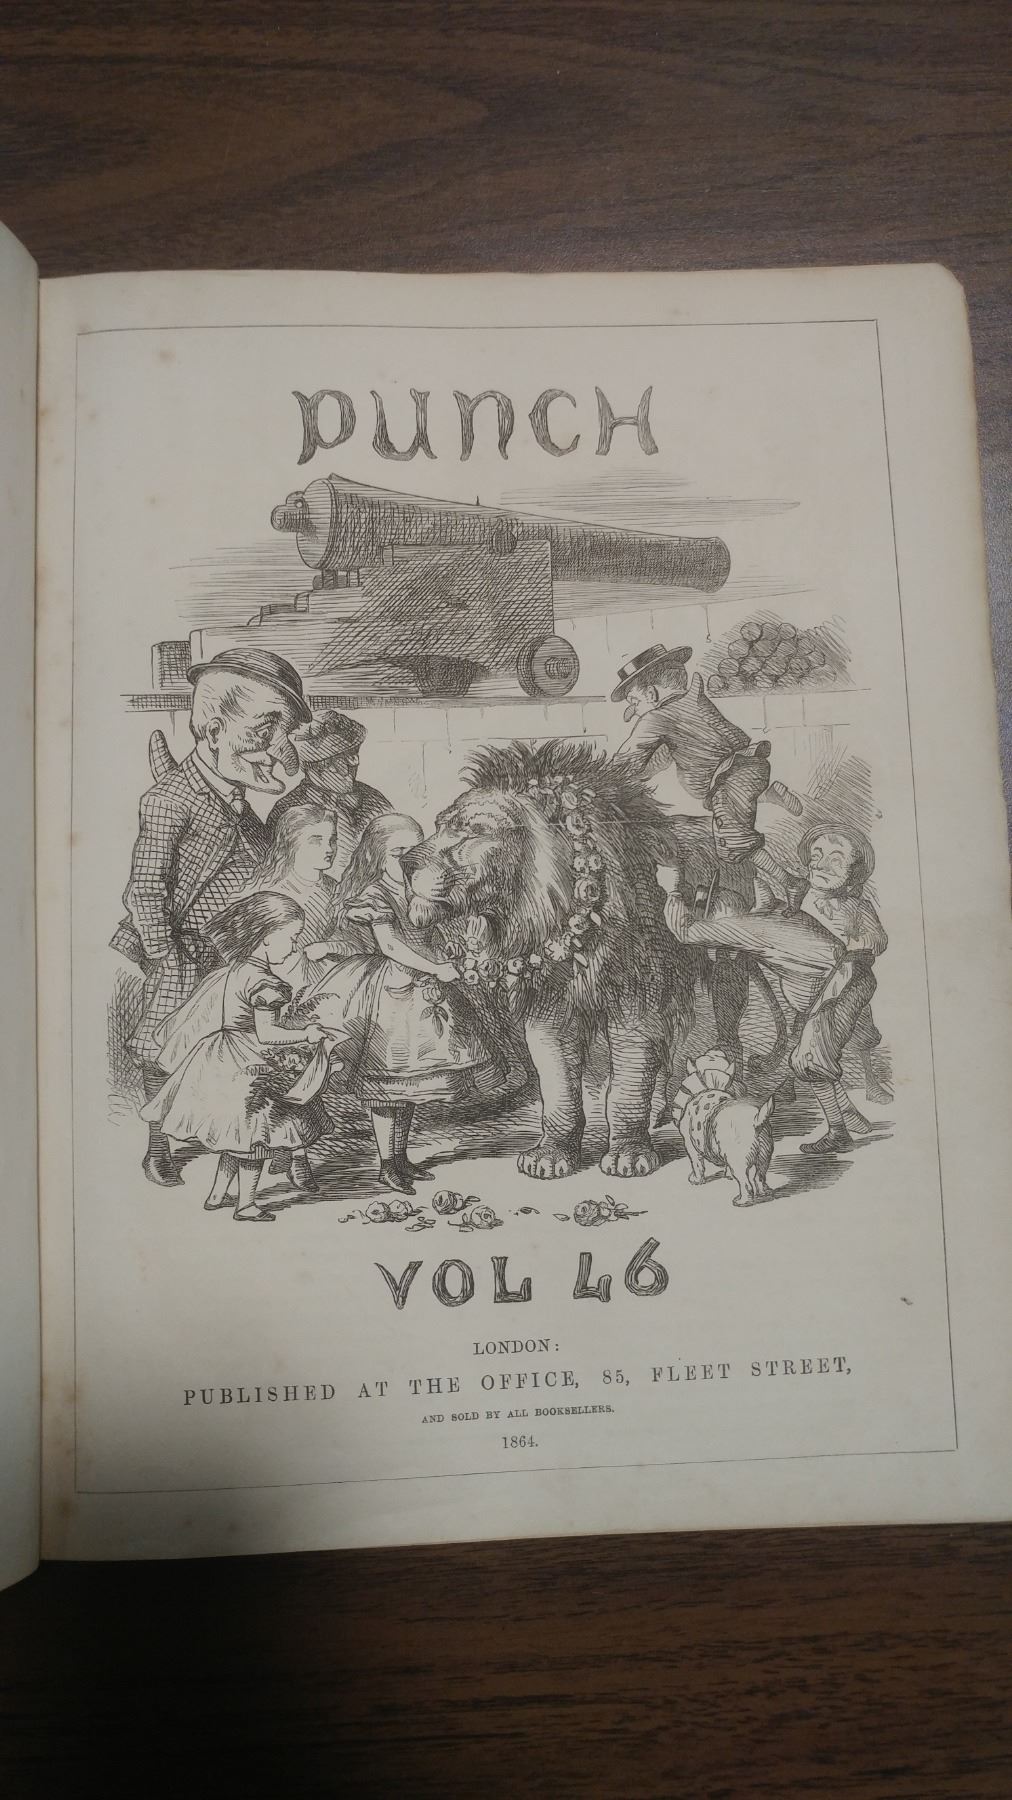 PUNCH
VOL 46
LONDON:
PUBLISHED AT THE OFFICE, 85, FLEET STREET,
AND SOLD BY ALL BOOKSELLERS.
1864.